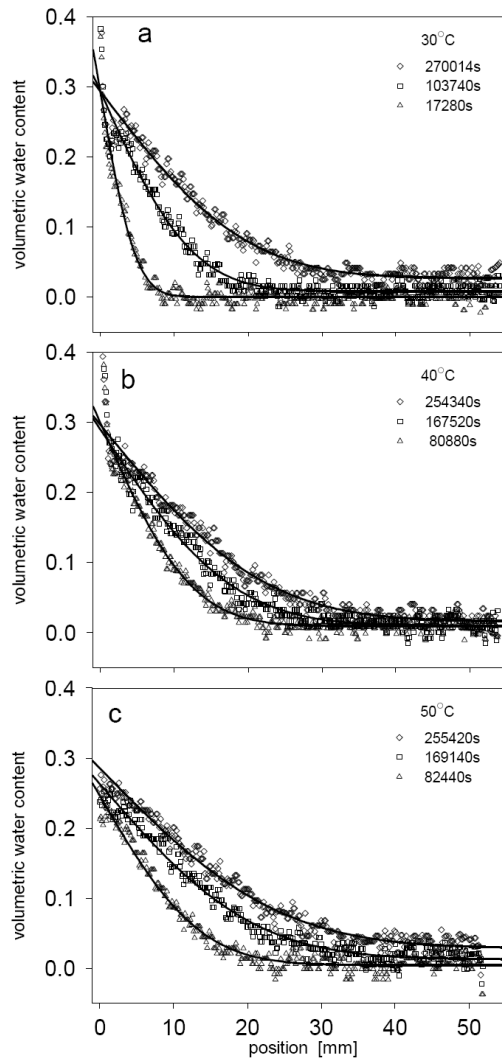 a
30°C
◇ 270014s
□ 103740s
△ 17280s
0.4
0.3
0.2
0.1
0.0
volumetric water content
b
40°C
◇ 254340s
□ 167520s
△ 80880s
0.4
0.3
0.2
0.1
0.0
volumetric water content
c
50°C
◇ 255420s
□ 169140s
△ 82440s
0.4
0.3
0.2
0.1
0.0
volumetric water content
0 10 20 30 40 50
position [mm]